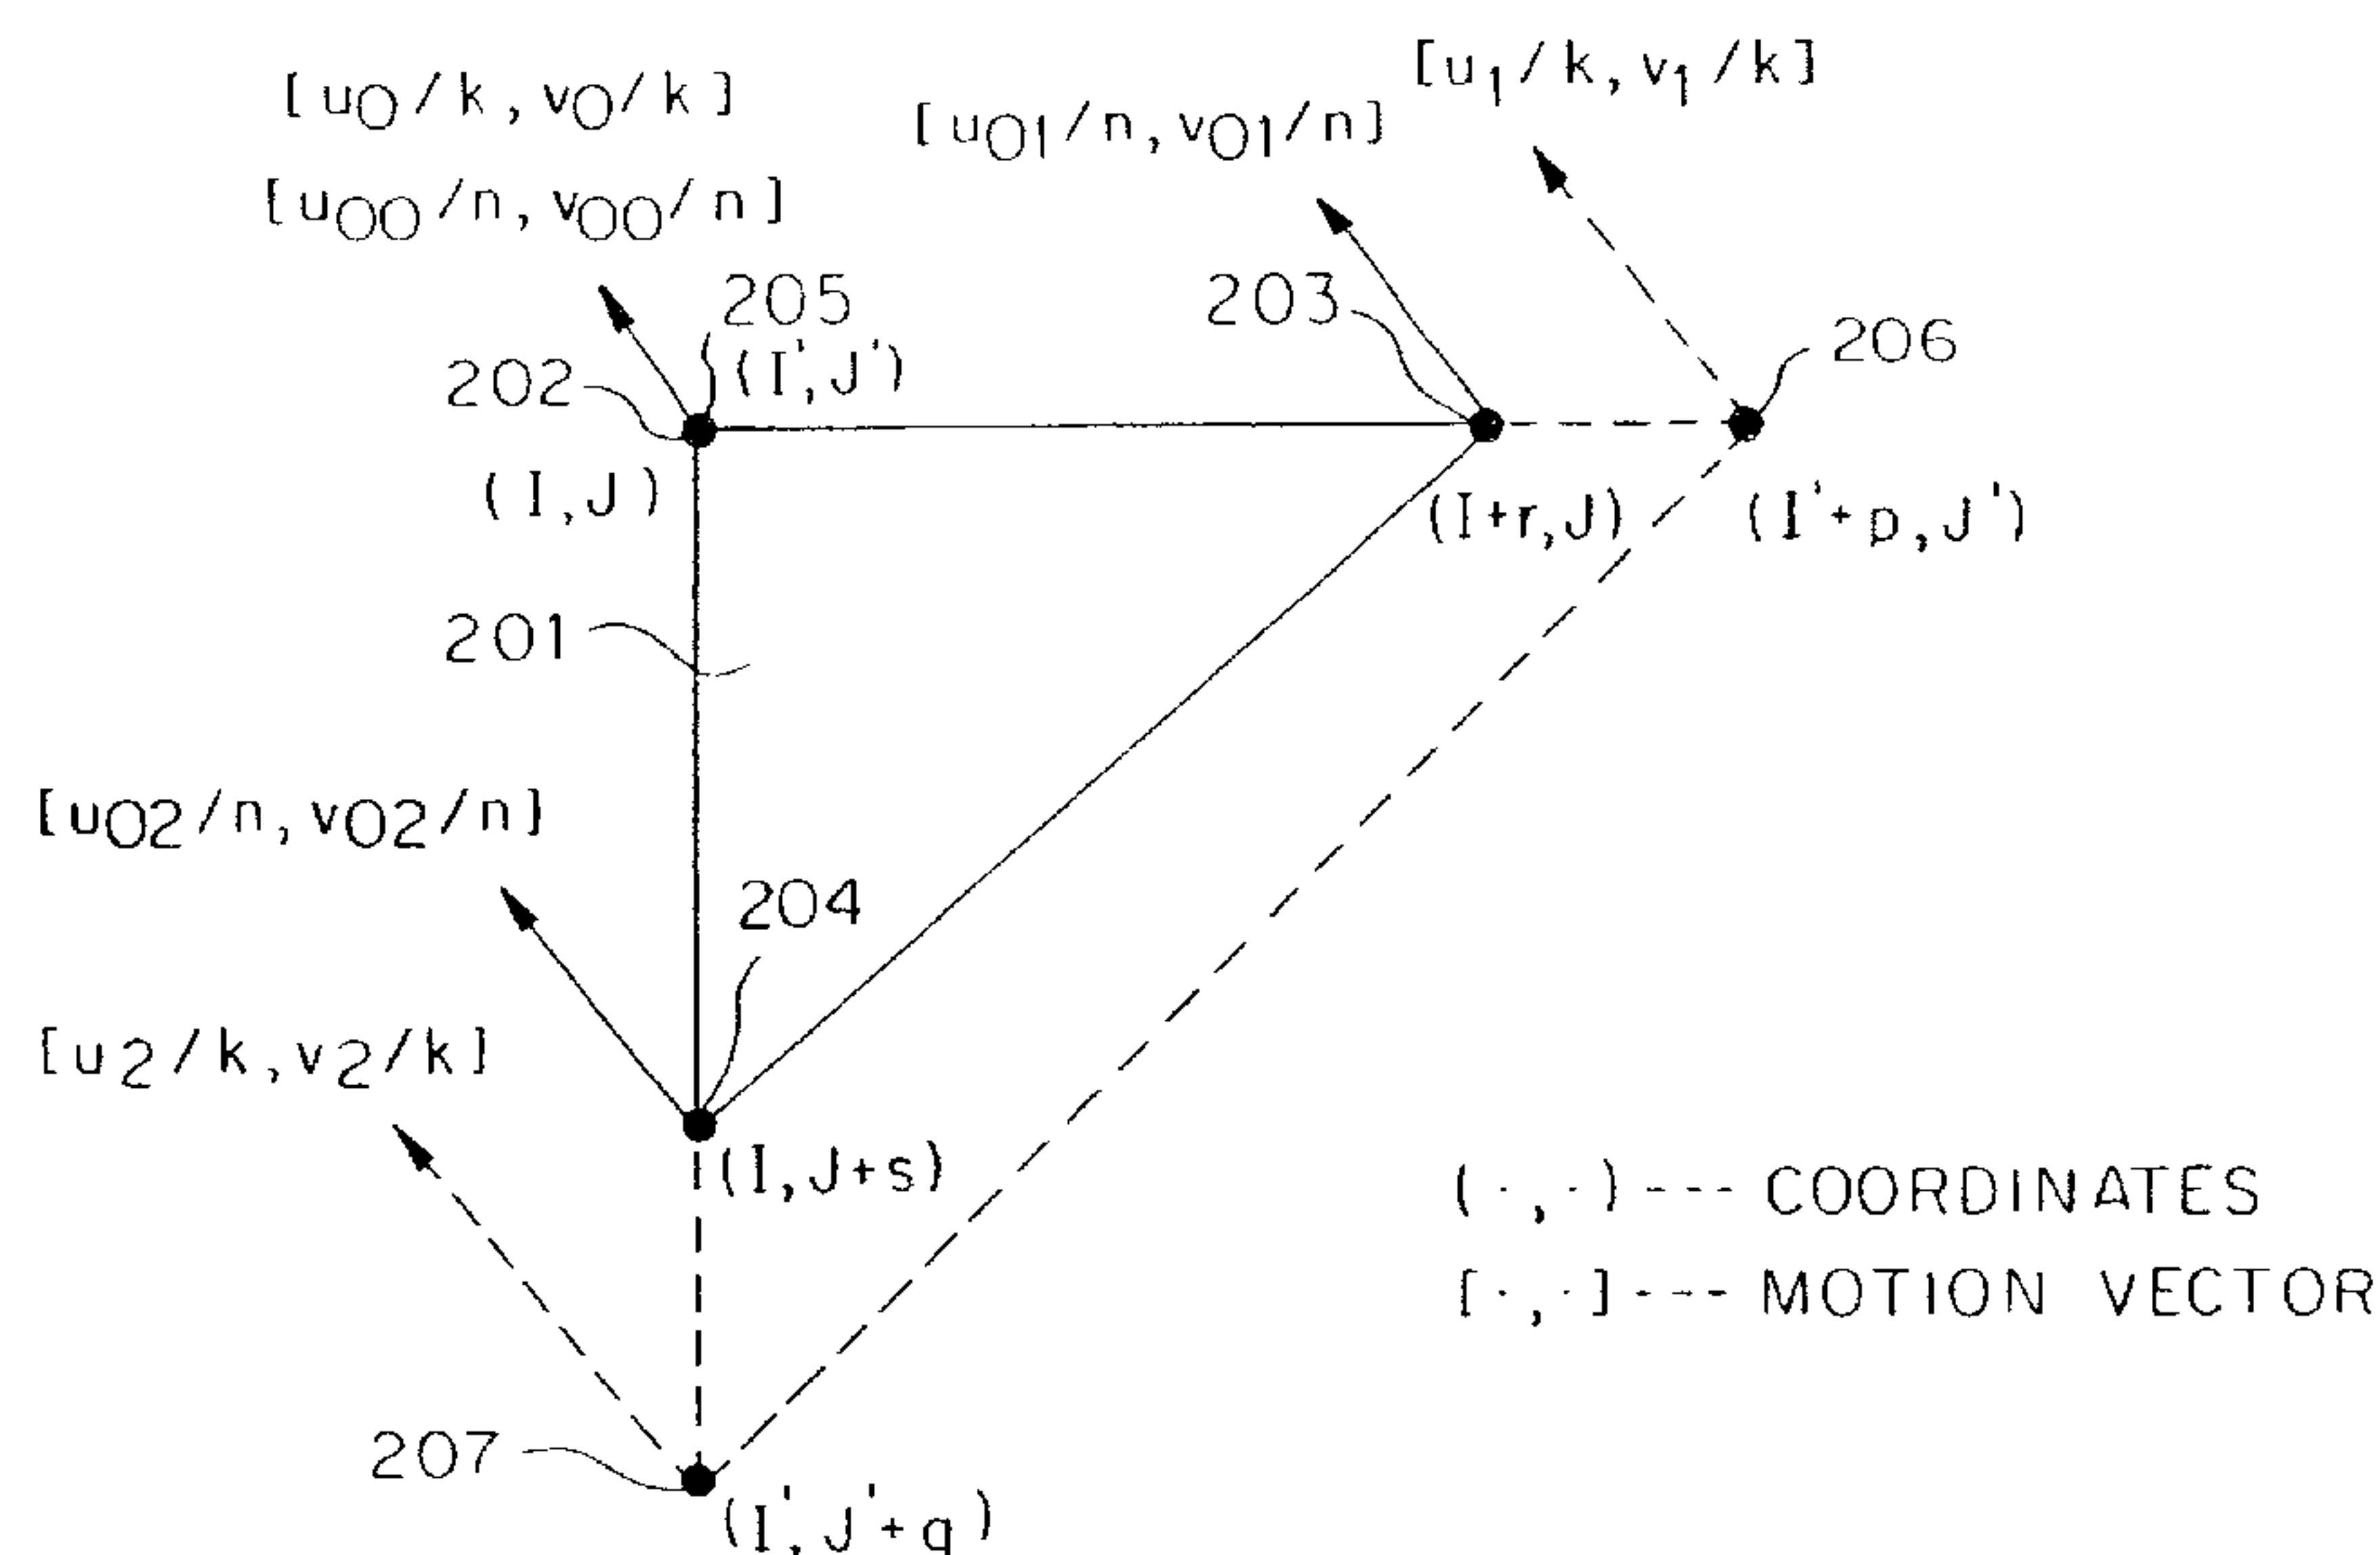 [u0/k,v0/k]
[u1/k,v1/k]
[u01/n,v01/n]
[u00/n,v00/n]
205
203
206
202
(I',J')
(I,J)
(I+r,J)
(I'+p,J')
201
[u02/n,v02/n]
204
[u2/k,v2/k]
(I,J+s)
(·,·)--- COORDINATES
[·,·]--- MOTION VECTOR
207
(I',J'+q)